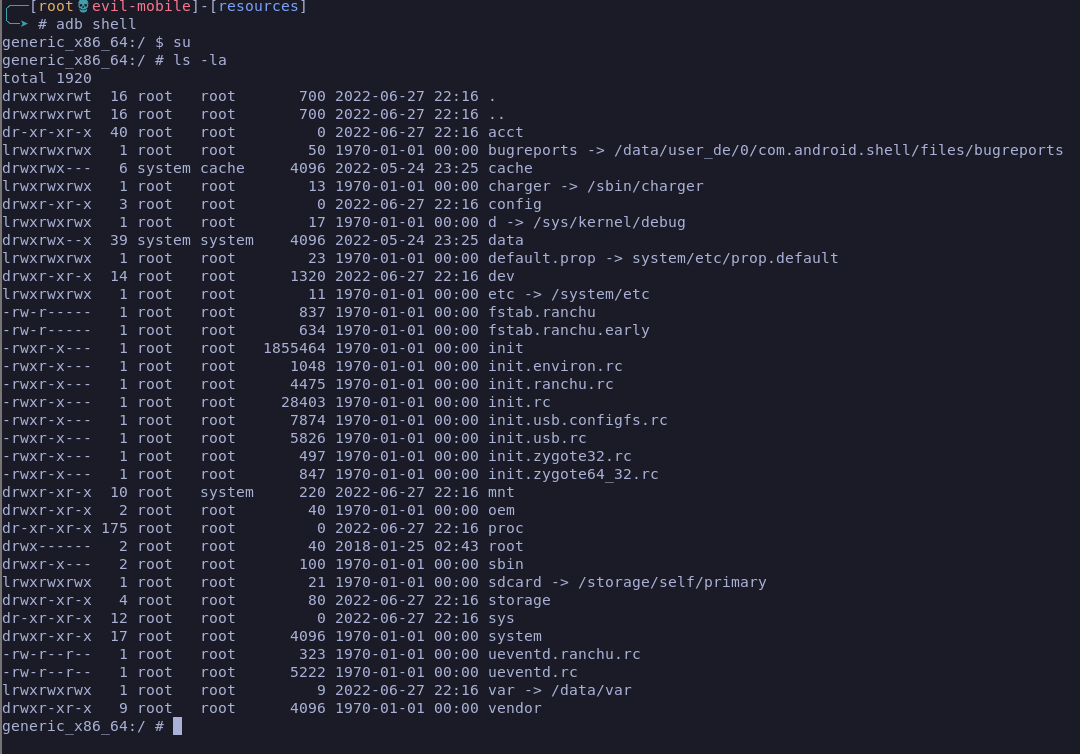 ┌──[root💀evil-mobile]-[resources]
└─➤ # adb shell
generic_x86_64:/ $ su
generic_x86_64:/ # ls -la
total 1920
drwxrwxrwt  16 root   root       700 2022-06-27 22:16 .
drwxrwxrwt  16 root   root       700 2022-06-27 22:16 ..
dr-xr-xr-x  40 root   root         0 2022-06-27 22:16 acct
lrwxrwxrwx   1 root   root        50 1970-01-01 00:00 bugreports -> /data/user_de/0/com.android.shell/files/bugreports
drwxrwx---   6 system cache     4096 2022-05-24 23:25 cache
lrwxrwxrwx   1 root   root        13 1970-01-01 00:00 charger -> /sbin/charger
drwxr-xr-x   3 root   root         0 2022-06-27 22:16 config
lrwxrwxrwx   1 root   root        17 1970-01-01 00:00 d -> /sys/kernel/debug
drwxrwx--x  39 system system    4096 2022-05-24 23:25 data
lrwxrwxrwx   1 root   root        23 1970-01-01 00:00 default.prop -> system/etc/prop.default
drwxr-xr-x  14 root   root      1320 2022-06-27 22:16 dev
lrwxrwxrwx   1 root   root        11 1970-01-01 00:00 etc -> /system/etc
-rw-r-----   1 root   root       837 1970-01-01 00:00 fstab.ranchu
-rw-r-----   1 root   root       634 1970-01-01 00:00 fstab.ranchu.early
-rwxr-x---   1 root   root   1855464 1970-01-01 00:00 init
-rwxr-x---   1 root   root      1048 1970-01-01 00:00 init.environ.rc
-rwxr-x---   1 root   root      4475 1970-01-01 00:00 init.ranchu.rc
-rwxr-x---   1 root   root     28403 1970-01-01 00:00 init.rc
-rwxr-x---   1 root   root      7874 1970-01-01 00:00 init.usb.configfs.rc
-rwxr-x---   1 root   root      5826 1970-01-01 00:00 init.usb.rc
-rwxr-x---   1 root   root       497 1970-01-01 00:00 init.zygote32.rc
-rwxr-x---   1 root   root       847 1970-01-01 00:00 init.zygote64_32.rc
drwxr-xr-x  10 root   system     220 2022-06-27 22:16 mnt
drwxr-xr-x   2 root   root        40 1970-01-01 00:00 oem
dr-xr-xr-x 175 root   root         0 2022-06-27 22:16 proc
drwx------   2 root   root        40 2018-01-25 02:43 root
drwxr-x---   2 root   root       100 1970-01-01 00:00 sbin
lrwxrwxrwx   1 root   root        21 1970-01-01 00:00 sdcard -> /storage/self/primary
drwxr-xr-x   4 root   root        80 2022-06-27 22:16 storage
dr-xr-xr-x  12 root   root         0 2022-06-27 22:16 sys
drwxr-xr-x  17 root   root      4096 1970-01-01 00:00 system
-rw-r--r--   1 root   root       323 1970-01-01 00:00 ueventd.ranchu.rc
-rw-r--r--   1 root   root      5222 1970-01-01 00:00 ueventd.rc
lrwxrwxrwx   1 root   root         9 2022-06-27 22:16 var -> /data/var
drwxr-xr-x   9 root   root      4096 1970-01-01 00:00 vendor
generic_x86_64:/ #